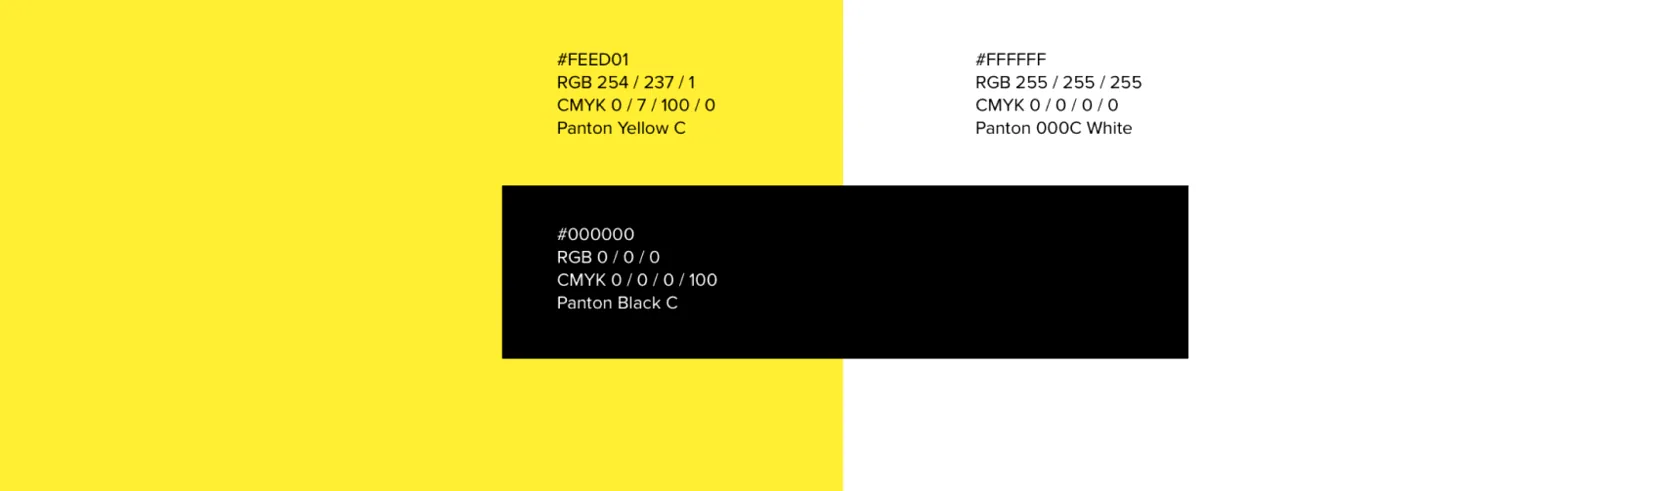 #FEED01
RGB 254 / 237 / 1
CMYK 0 / 7 / 100 / 0
Panton Yellow C
#FFFFFF
RGB 255 / 255 / 255
CMYK 0 / 0 / 0 / 0
Panton 000C White
#000000
RGB 0 / 0 / 0
CMYK 0 / 0 / 0 / 100
Panton Black C